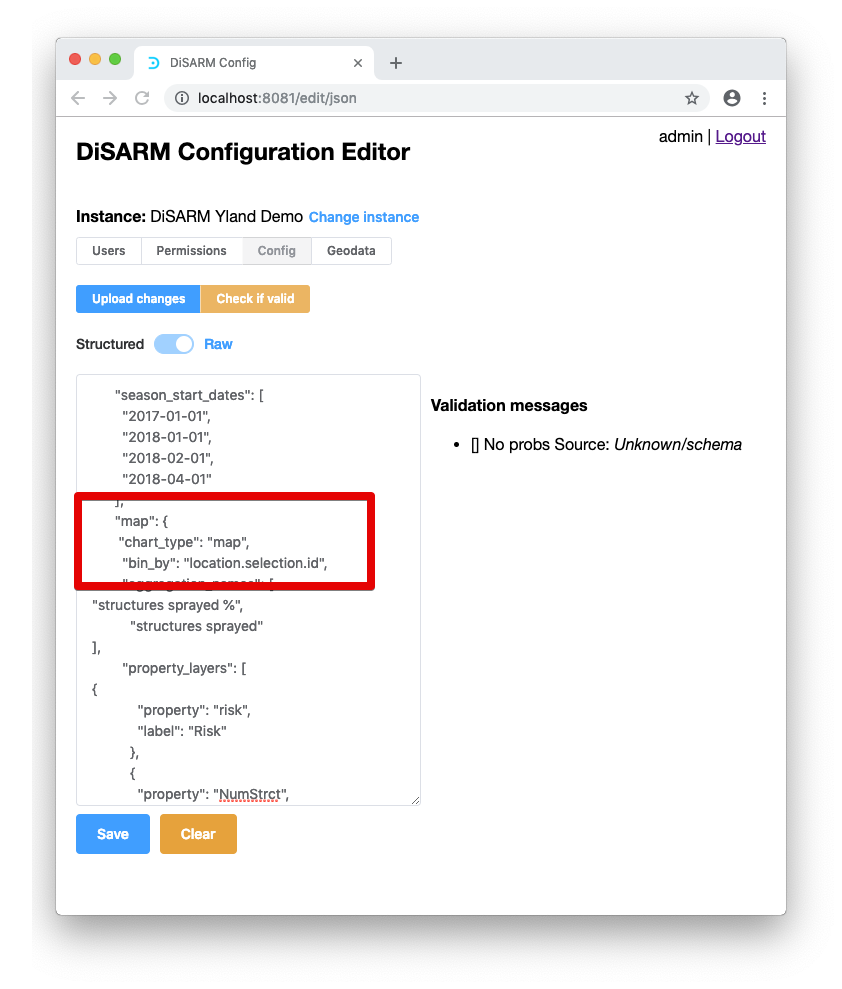 DiSARM Config
localhost:8081/edit/json
admin | Logout
DiSARM Configuration Editor
Instance: DiSARM Yland Demo Change instance
Users Permissions Config Geodata
Upload changes Check if valid
Structured Raw
"season_start_dates": [
"2017-01-01",
"2018-01-01",
"2018-02-01",
"2018-04-01"
],
"map": {
"chart_type": "map",
"bin_by": "location.selection.id",
"aggregation_names": [
"structures sprayed %",
"structures sprayed"
],
"property_layers": [
{
"property": "risk",
"label": "Risk"
},
{
"property": "NumStrct",
Validation messages
• [] No probs Source: Unknown/schema
Save Clear